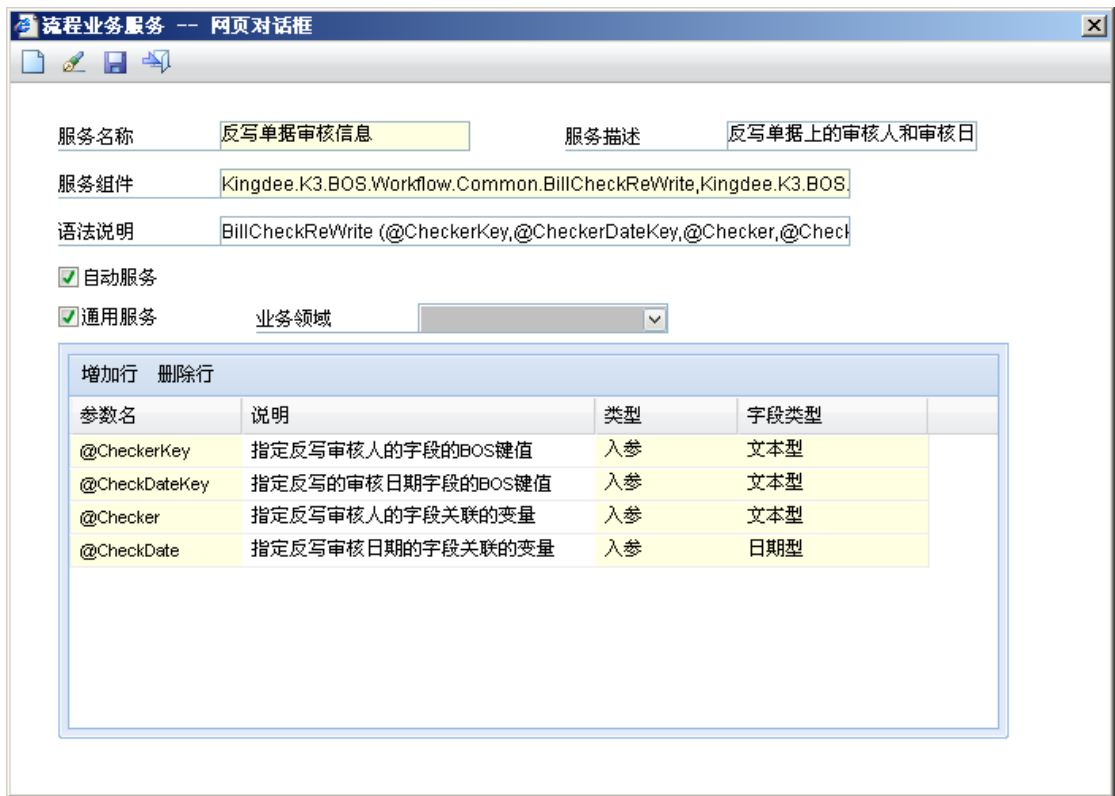 流程业务服务 -- 网页对话框
服务名称 反写单据审核信息 服务描述 反写单据上的审核人和审核日
服务组件 Kingdee.K3.BOS.Workflow.Common.BillCheckReWrite,Kingdee.K3.BOS.
语法说明 BillCheckReWrite (@CheckerKey,@CheckerDateKey,@Checker,@Check
自动服务
通用服务 业务领域
增加行 删除行
参数名 说明 类型 字段类型
@CheckerKey 指定反写审核人的字段的BOS键值 入参 文本型
@CheckDateKey 指定反写的审核日期字段的BOS键值 入参 文本型
@Checker 指定反写审核人的字段关联的变量 入参 文本型
@CheckDate 指定反写审核日期的字段关联的变量 入参 日期型